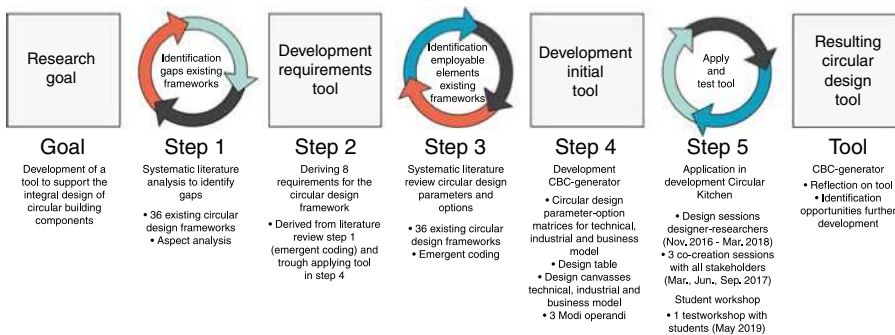 Research
goal
Identification
gaps existing
frameworks
Development
requirements
tool
Identification
employable
elements
existing
frameworks
Development
initial
tool
Apply
and
test tool
Resulting
circular
design
tool
Goal
Development of a
tool to support the
integral design of
circular building
components
Step 1
Systematic literature
analysis to identify
gaps
• 36 existing circular
design frameworks
• Aspect analysis
Step 2
Deriving 8
requirements for the
circular design
framework
• Derived from literature
review step 1
(emergent coding) and
trough applying tool
in step 4
Step 3
Systematic literature
review circular design
parameters and
options
• 36 existing circular
design frameworks
• Emergent coding
Step 4
Development
CBC-generator
• Circular design
parameter-option
matrices for technical,
industrial and business
model
• Design table
• Design canvasses
technical, industrial and
business model
• 3 Modi operandi
Step 5
Application in
development Circular
Kitchen
• Design sessions
designer-researchers
(Nov. 2016 - Mar. 2018)
• 3 co-creation sessions
with all stakeholders
(Mar., Jun., Sep. 2017)
Student workshop
• 1 testworkshop with
students (May 2019)
Tool
CBC-generator
• Reflection on tool
• Identification
opportunities further
development